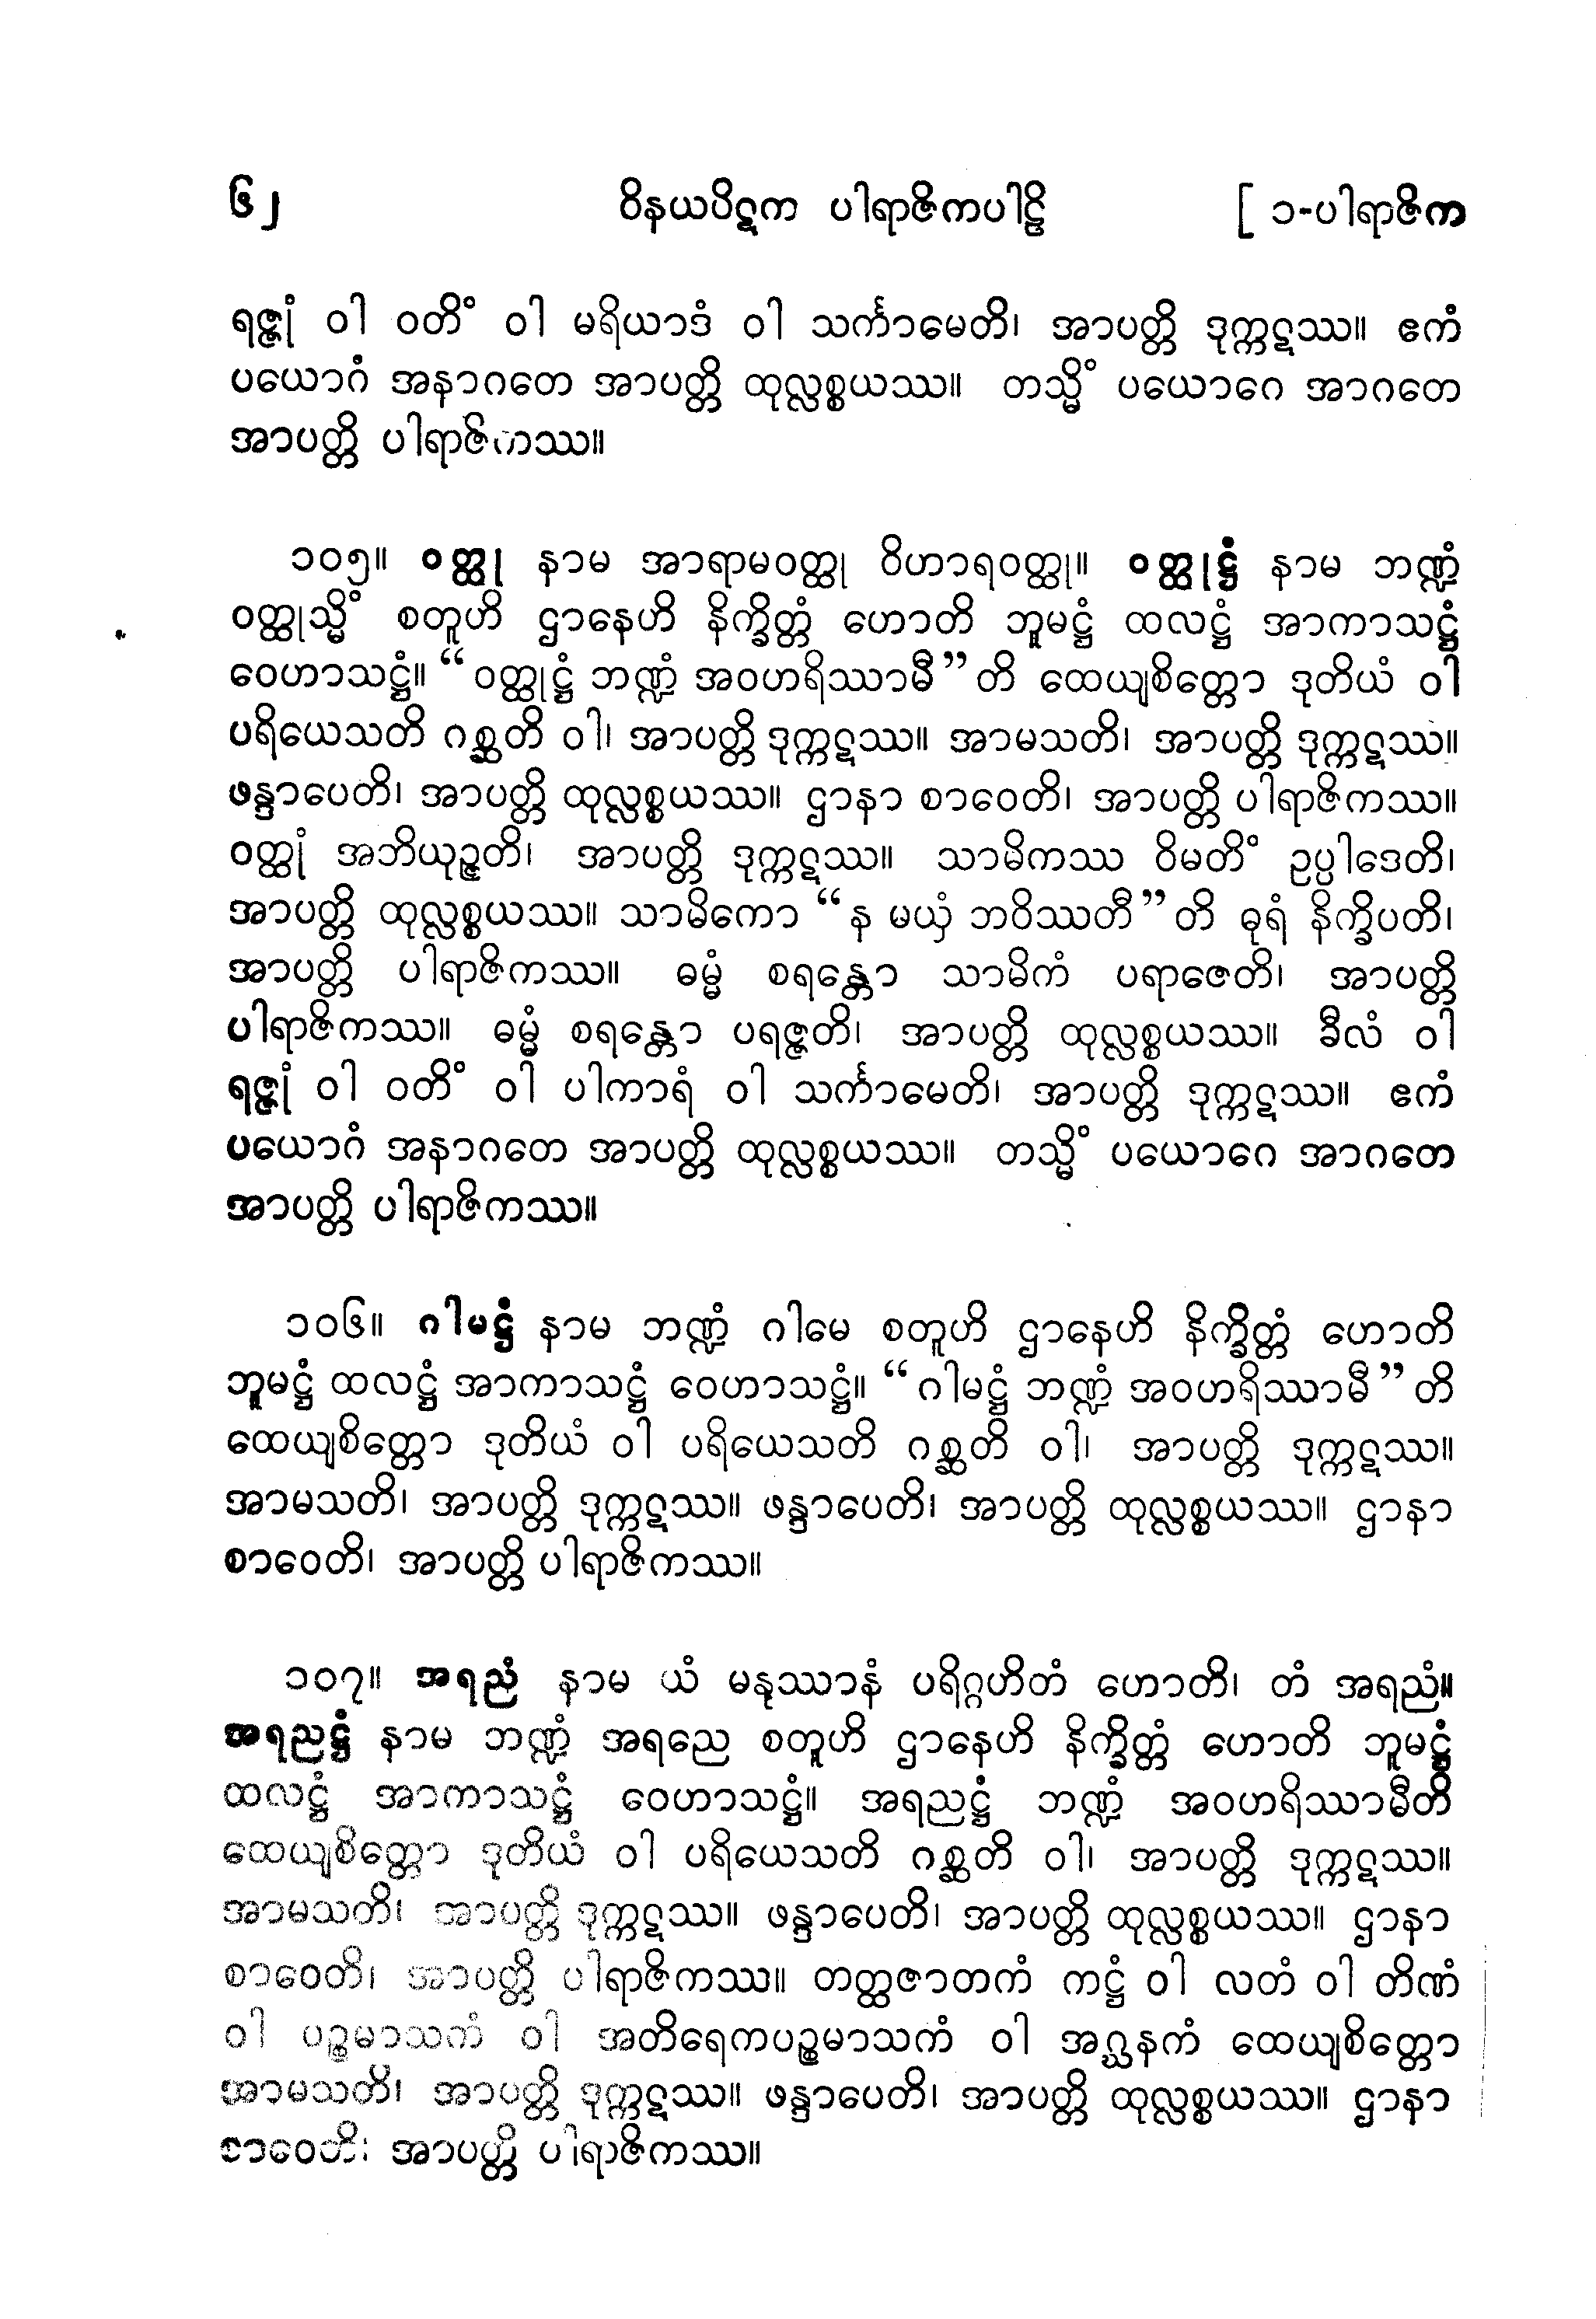 ၆၂ ဝိနယပိဋက ပါရာဇိကပါဠိ [ ၁-ပါရာဇိက
ရဇ္ဇုံ ဝါ ဝတိံ ဝါ မရိယာဒံ ဝါ သင်္ကာမေတိ၊ အာပတ္တိ ဒုက္ကဋဿ။ ဧကံ
ပယောဂံ အနာဂတေ အာပတ္တိ ထုလ္လစ္စယဿ။ တသ္မိံ ပယောဂေ အာဂတေ
အာပတ္တိ ပါရာဇိကဿ။
၁၀၅။ ဝတ္ထု နာမ အာရာမဝတ္ထု ဝိဟာရဝတ္ထု။ ဝတ္ထုဋ္ဌံ နာမ ဘဏ္ဍံ
ဝတ္ထုသ္မိံ စတူဟိ ဌာနေဟိ နိက္ခိတ္တံ ဟောတိ ဘူမဋ္ဌံ ထလဋ္ဌံ အာကာသဋ္ဌံ
ဝေဟာသဋ္ဌံ။ “ဝတ္ထုဋ္ဌံ ဘဏ္ဍံ အဝဟရိဿာမီ”တိ ထေယျစိတ္တော ဒုတိယံ ဝါ
ပရိယေသတိ ဂစ္ဆတိ ဝါ၊ အာပတ္တိ ဒုက္ကဋဿ။ အာမသတိ၊ အာပတ္တိ ဒုက္ကဋဿ။
ဖန္ဒာပေတိ၊ အာပတ္တိ ထုလ္လစ္စယဿ။ ဌာနာ စာဝေတိ၊ အာပတ္တိ ပါရာဇိကဿ။
ဝတ္ထုံ အဘိယုဉ္ဇတိ၊ အာပတ္တိ ဒုက္ကဋဿ။ သာမိကဿ ဝိမတိံ ဥပ္ပါဒေတိ၊
အာပတ္တိ ထုလ္လစ္စယဿ။ သာမိကော “န မယှံ ဘဝိဿတီ”တိ ဓုရံ နိက္ခိပတိ၊
အာပတ္တိ ပါရာဇိကဿ။ ဓမ္မံ စရန္တော သာမိကံ ပရာဇေတိ၊ အာပတ္တိ
ပါရာဇိကဿ။ ဓမ္မံ စရန္တော ပရဇ္ဇတိ၊ အာပတ္တိ ထုလ္လစ္စယဿ။ ခီလံ ဝါ
ရဇ္ဇုံ ဝါ ဝတိံ ဝါ ပါကာရံ ဝါ သင်္ကာမေတိ၊ အာပတ္တိ ဒုက္ကဋဿ။ ဧကံ
ပယောဂံ အနာဂတေ အာပတ္တိ ထုလ္လစ္စယဿ။ တသ္မိံ ပယောဂေ အာဂတေ
အာပတ္တိ ပါရာဇိကဿ။
၁၀၆။ ဂါမဋ္ဌံ နာမ ဘဏ္ဍံ ဂါမေ စတူဟိ ဌာနေဟိ နိက္ခိတ္တံ ဟောတိ
ဘူမဋ္ဌံ ထလဋ္ဌံ အာကာသဋ္ဌံ ဝေဟာသဋ္ဌံ။ “ဂါမဋ္ဌံ ဘဏ္ဍံ အဝဟရိဿာမီ”တိ
ထေယျစိတ္တော ဒုတိယံ ဝါ ပရိယေသတိ ဂစ္ဆတိ ဝါ၊ အာပတ္တိ ဒုက္ကဋဿ။
အာမသတိ၊ အာပတ္တိ ဒုက္ကဋဿ။ ဖန္ဒာပေတိ၊ အာပတ္တိ ထုလ္လစ္စယဿ။ ဌာနာ
စာဝေတိ၊ အာပတ္တိ ပါရာဇိကဿ။
၁၀၇။ အရညံ နာမ ယံ မနုဿာနံ ပရိဂ္ဂဟိတံ ဟောတိ၊ တံ အရညံ။
အရညဋ္ဌံ နာမ ဘဏ္ဍံ အရညေ စတူဟိ ဌာနေဟိ နိက္ခိတ္တံ ဟောတိ ဘူမဋ္ဌံ
ထလဋ္ဌံ အာကာသဋ္ဌံ ဝေဟာသဋ္ဌံ။ အရညဋ္ဌံ ဘဏ္ဍံ အဝဟရိဿာမီတိ
ထေယျစိတ္တော ဒုတိယံ ဝါ ပရိယေသတိ ဂစ္ဆတိ ဝါ၊ အာပတ္တိ ဒုက္ကဋဿ။
အာမသတိ၊ အာပတ္တိ ဒုက္ကဋဿ။ ဖန္ဒာပေတိ၊ အာပတ္တိ ထုလ္လစ္စယဿ။ ဌာနာ
စာဝေတိ၊ အာပတ္တိ ပါရာဇိကဿ။ တတ္ထဇာတကံ ကဋ္ဌံ ဝါ လတံ ဝါ တိဏံ
ဝါ ပဉ္စမာသကံ ဝါ အတိရေကပဉ္စမာသကံ ဝါ အဂ္ဃနကံ ထေယျစိတ္တော
အာမသတိ၊ အာပတ္တိ ဒုက္ကဋဿ။ ဖန္ဒာပေတိ၊ အာပတ္တိ ထုလ္လစ္စယဿ။ ဌာနာ
စာဝေတိ၊ အာပတ္တိ ပါရာဇိကဿ။